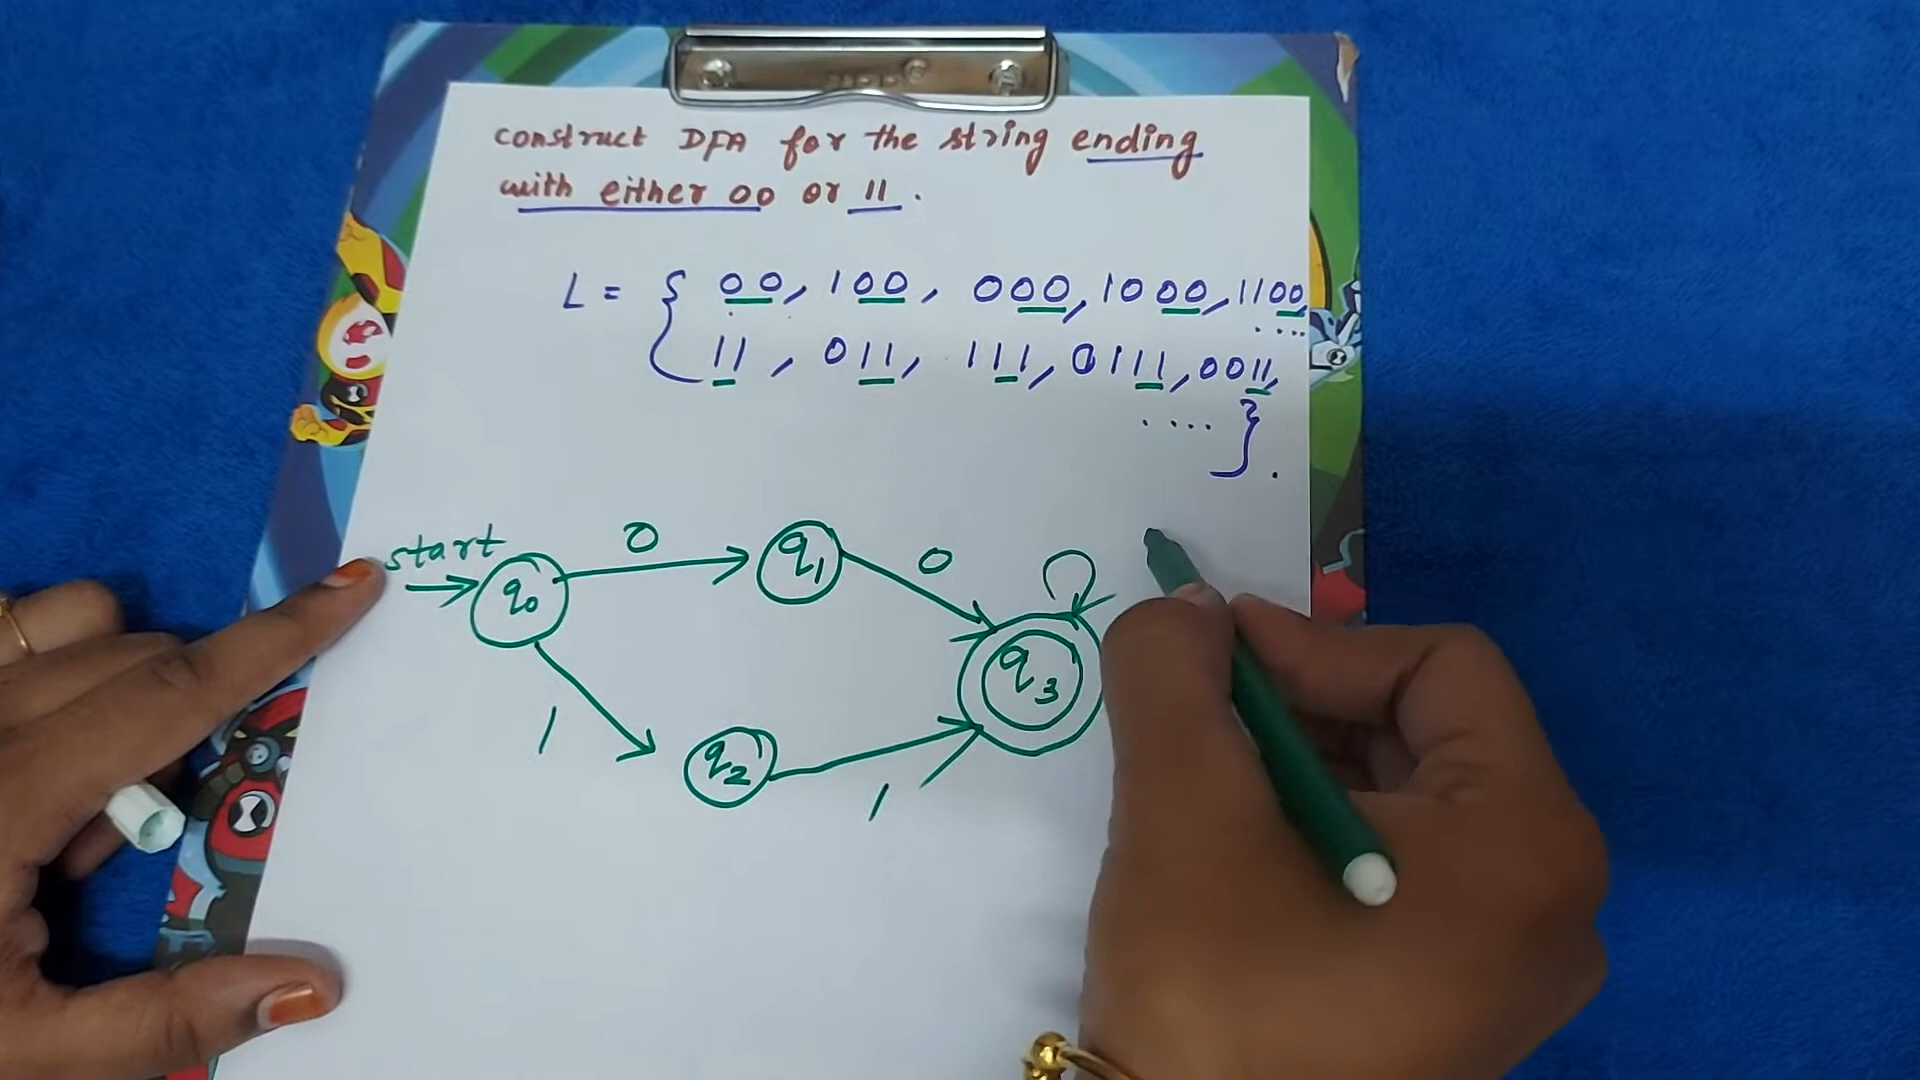 construct DFA for the string ending
with either 00 or 11.
L = { 00, 100, 000, 1000, 1100, ....
11, 011, 111, 0111, 0011,
.... }.
start
q0 0 q1 0
q3
1 q2 1